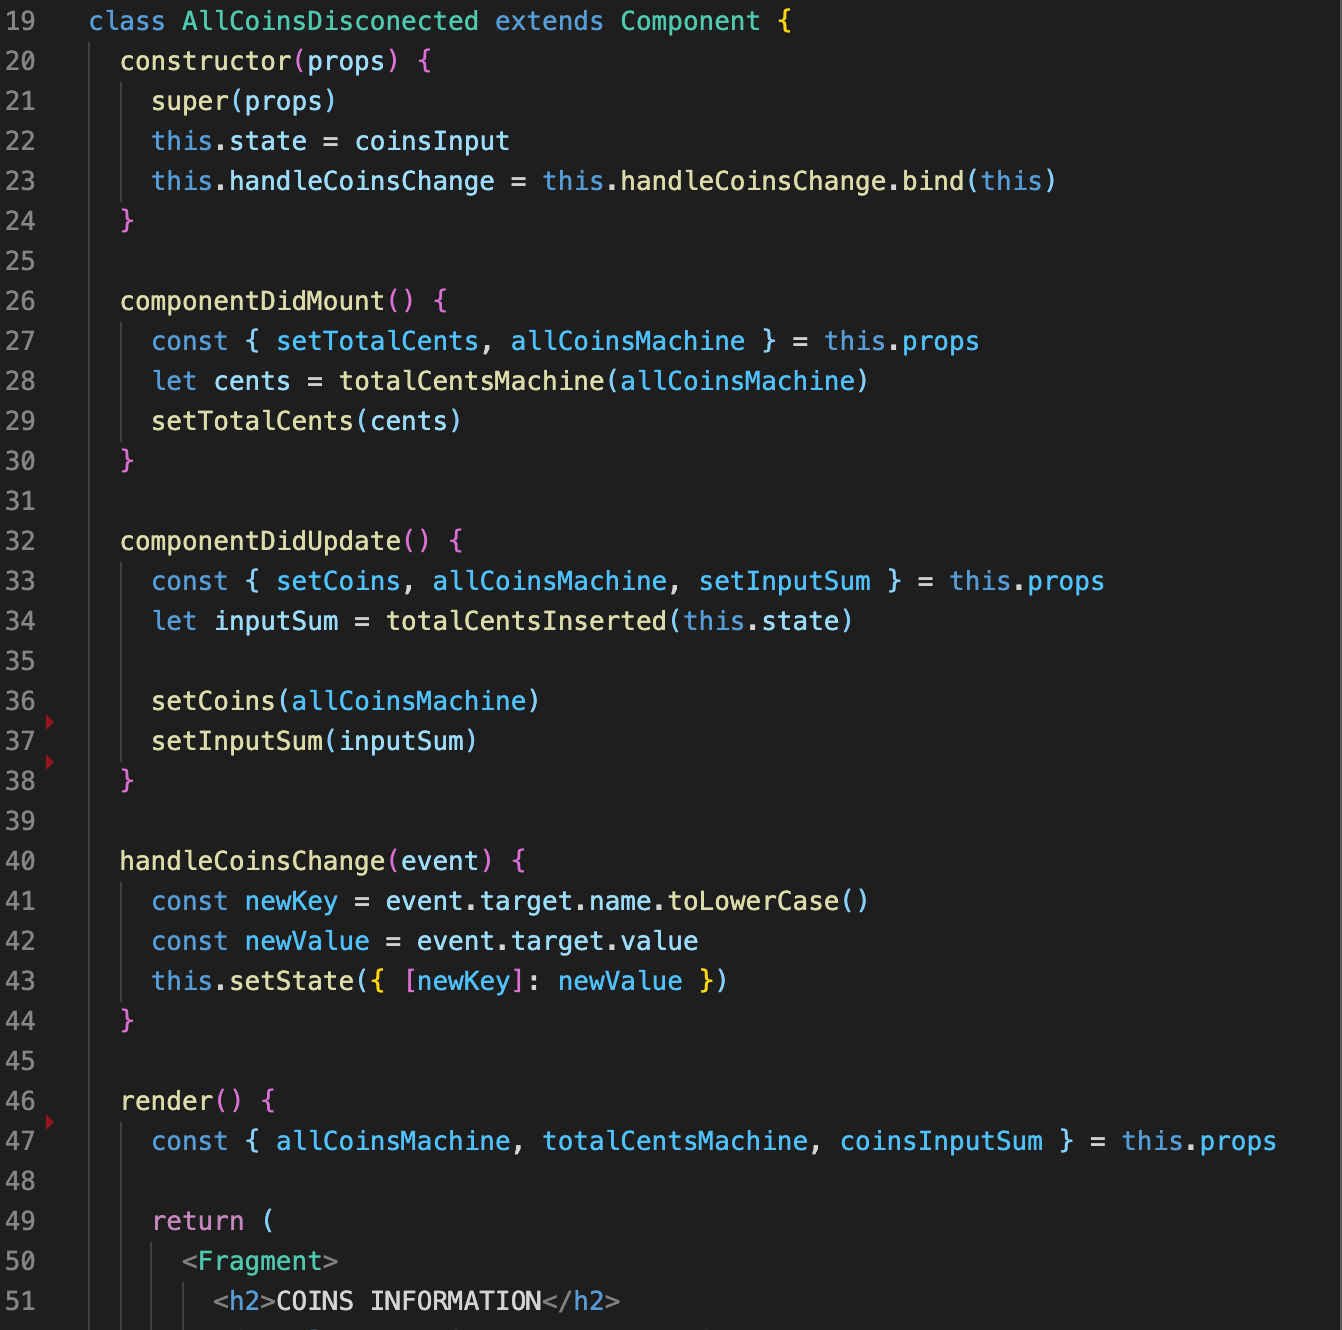 19 class AllCoinsDisconected extends Component {
20 constructor(props) {
21 super(props)
22 this.state = coinsInput
23 this.handleCoinsChange = this.handleCoinsChange.bind(this)
24 }
25
26 componentDidMount() {
27 const { setTotalCents, allCoinsMachine } = this.props
28 let cents = totalCentsMachine(allCoinsMachine)
29 setTotalCents(cents)
30 }
31
32 componentDidUpdate() {
33 const { setCoins, allCoinsMachine, setInputSum } = this.props
34 let inputSum = totalCentsInserted(this.state)
35
36 setCoins(allCoinsMachine)
37 setInputSum(inputSum)
38 }
39
40 handleCoinsChange(event) {
41 const newKey = event.target.name.toLowerCase()
42 const newValue = event.target.value
43 this.setState({ [newKey]: newValue })
44 }
45
46 render() {
47 const { allCoinsMachine, totalCentsMachine, coinsInputSum } = this.props
48
49 return (
50 <Fragment>
51 <h2>COINS INFORMATION</h2>